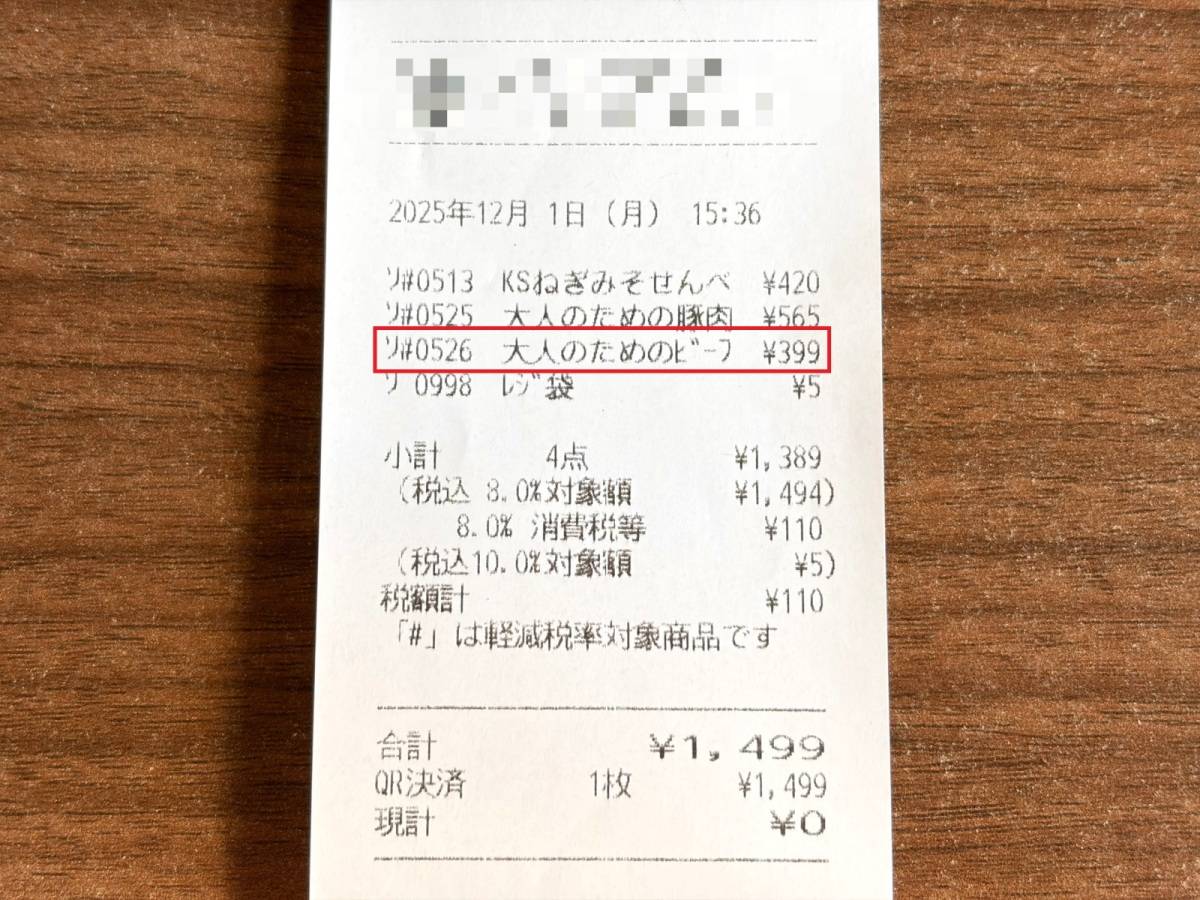 2025年12月 1日（月） 15:36
ソ#0513 KSねぎみそせんべ ¥420
ソ#0525 大人のための豚肉 ¥565
ソ#0526 大人のためのビーフ ¥399
ソ 0998 レジ袋 ¥5
小計 4点 ¥1,389
（税込 8.0%対象額 ¥1,494）
8.0% 消費税等 ¥110
（税込10.0%対象額 ¥5）
税額計 ¥110
「#」は軽減税率対象商品です
合計 ¥1,499
QR決済 1枚 ¥1,499
現計 ¥0